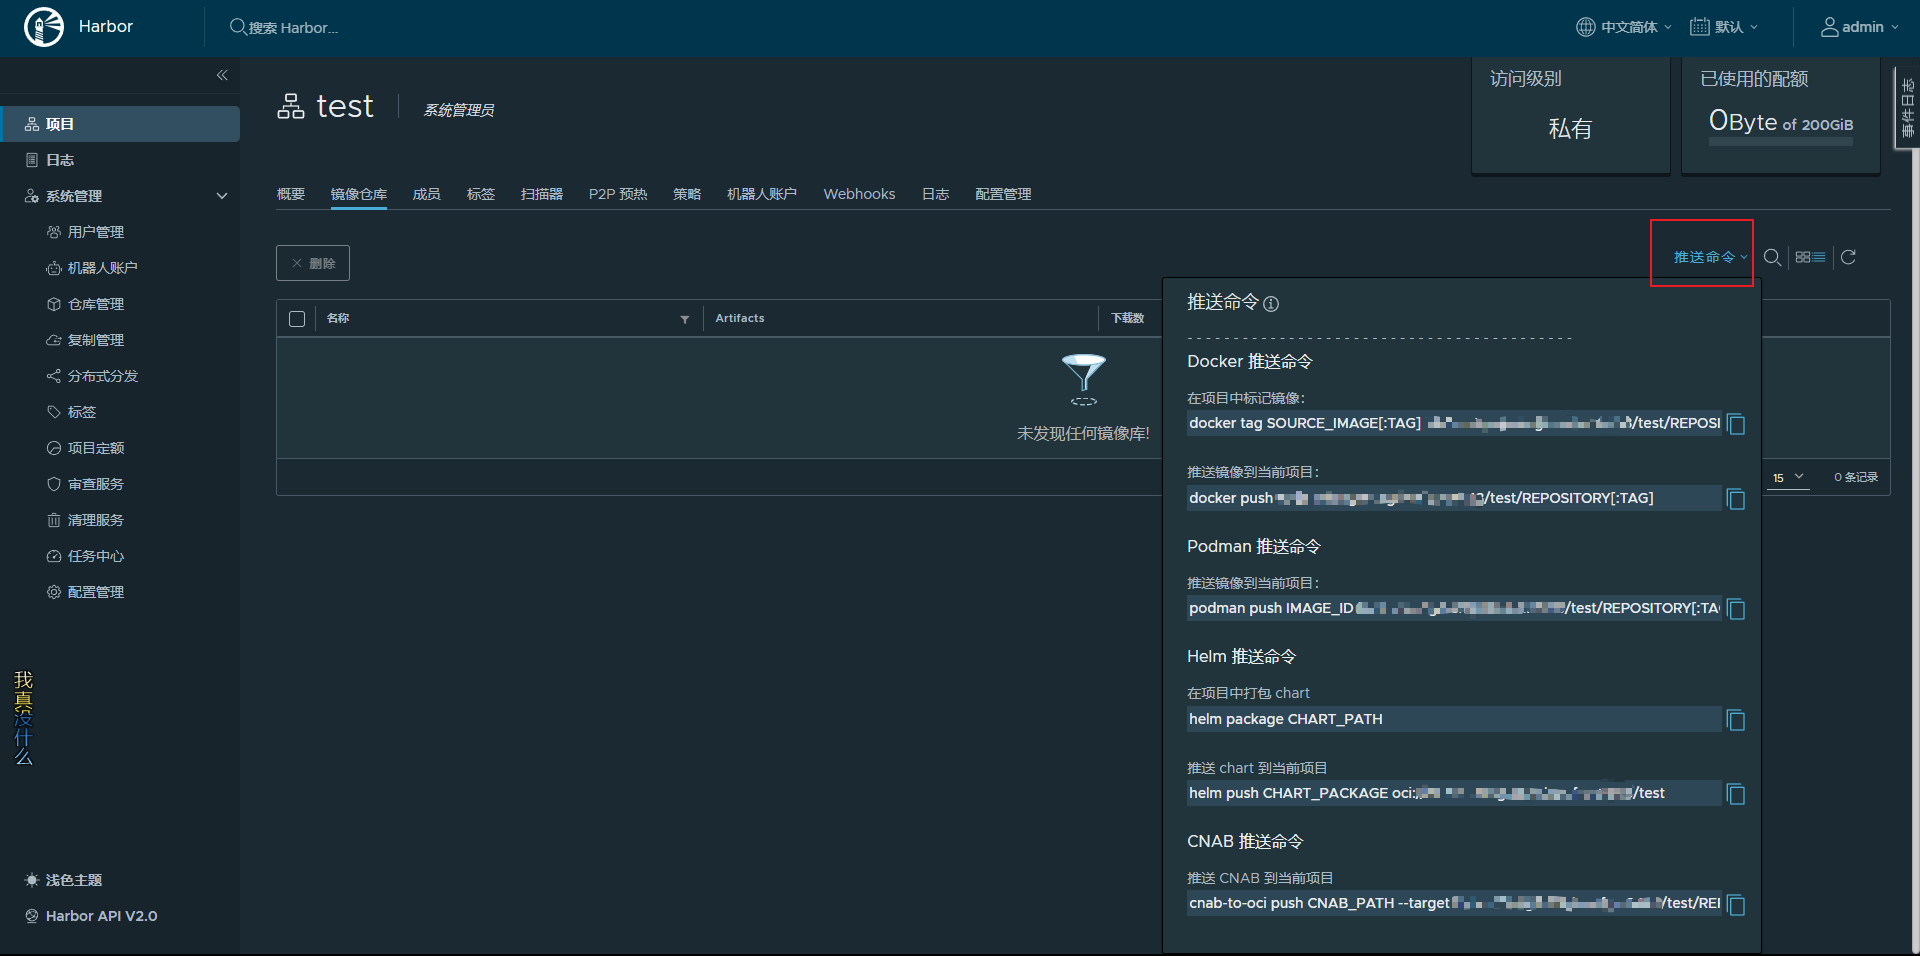 Harbor
搜索 Harbor...
中文简体
默认
admin
项目
日志
系统管理
用户管理
机器人账户
仓库管理
复制管理
分布式分发
标签
项目定额
审查服务
清理服务
任务中心
配置管理
我真没什么
浅色主题
Harbor API V2.0
test
系统管理员
访问级别
私有
已使用的配额
0Byte of 200GiB
事件日志
概要 镜像仓库 成员 标签 扫描器 P2P 预热 策略 机器人账户 Webhooks 日志 配置管理
删除
推送命令
名称
Artifacts
下载数
未发现任何镜像库!
15
0 条记录
推送命令
- - - - - - - - - - - - - - - - - - - - - - - - - - - - - - - - - - - - - - - - - -
Docker 推送命令
在项目中标记镜像:
docker tag SOURCE_IMAGE[:TAG] /test/REPOSI
推送镜像到当前项目:
docker push /test/REPOSITORY[:TAG]
Podman 推送命令
推送镜像到当前项目:
podman push IMAGE_ID /test/REPOSITORY[:TA
Helm 推送命令
在项目中打包 chart
helm package CHART_PATH
推送 chart 到当前项目
helm push CHART_PACKAGE oci:/ /test
CNAB 推送命令
推送 CNAB 到当前项目
cnab-to-oci push CNAB_PATH --target /test/REI